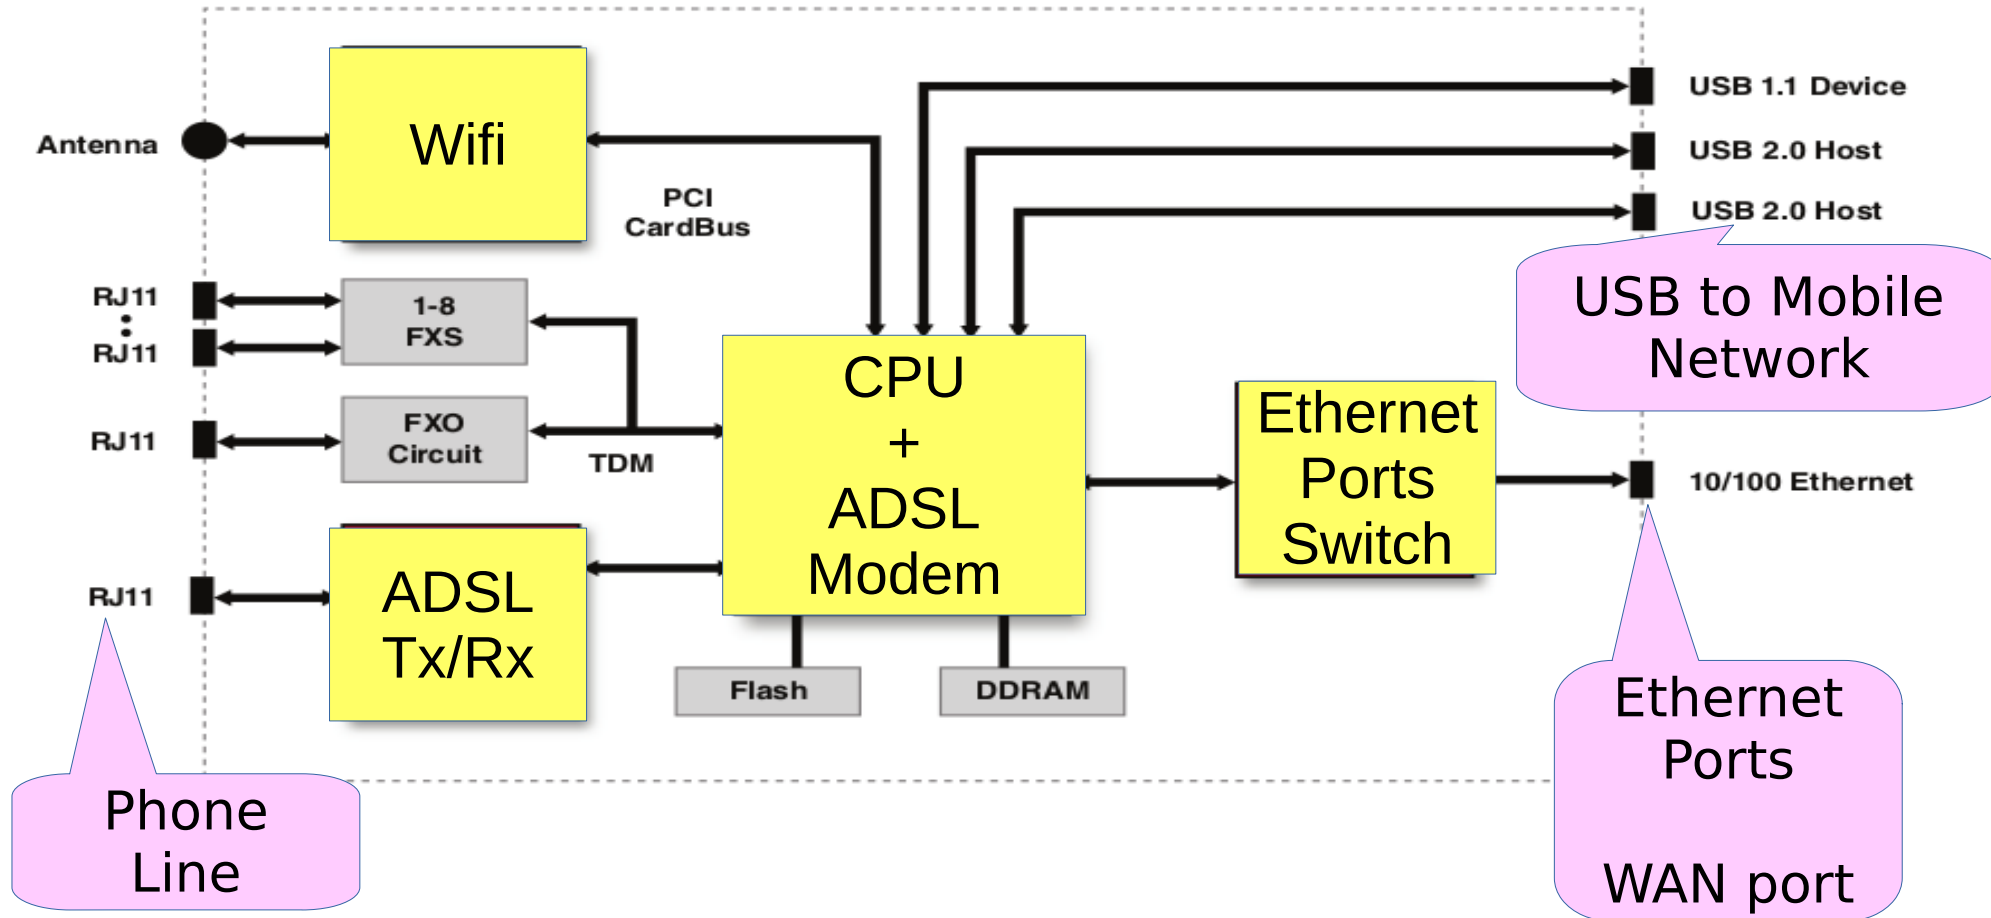 Antenna
Wifi
PCI
CardBus
USB 1.1 Device
USB 2.0 Host
USB 2.0 Host
USB to Mobile
Network
RJ11
RJ11
1-8
FXS
RJ11
FXO
Circuit
TDM
CPU
+
ADSL
Modem
Ethernet
Ports
Switch
10/100 Ethernet
RJ11
ADSL
Tx/Rx
Flash
DDRAM
Phone
Line
Ethernet
Ports
WAN port